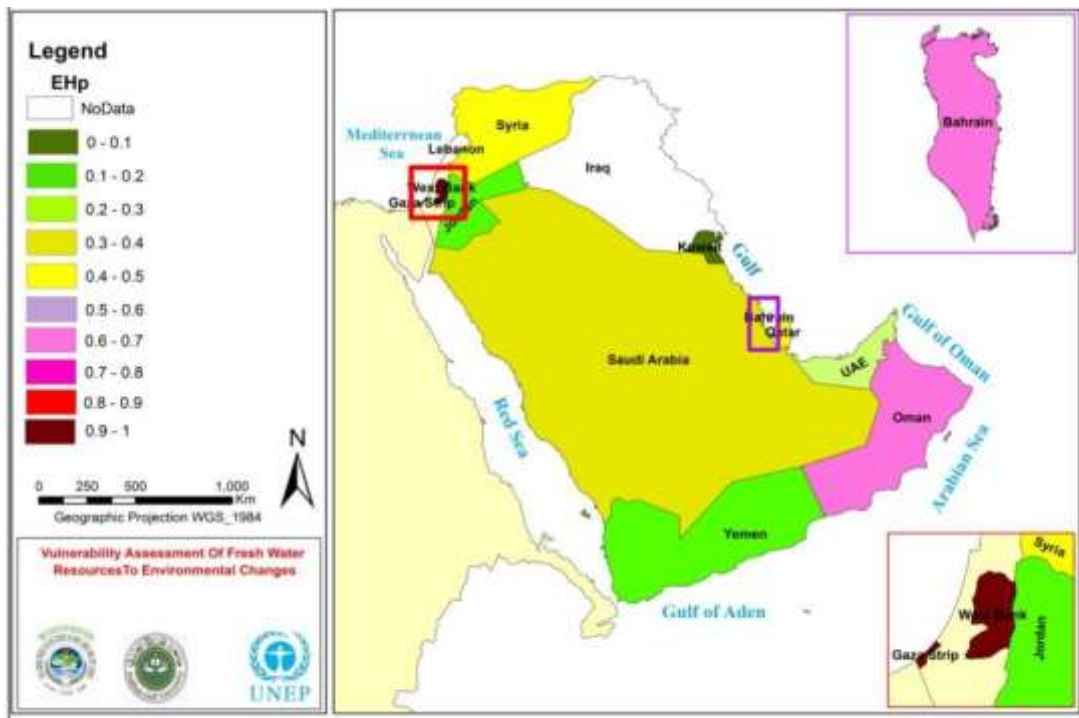 Legend
EHp
NoData
0 - 0.1
0.1 - 0.2
0.2 - 0.3
0.3 - 0.4
0.4 - 0.5
0.5 - 0.6
0.6 - 0.7
0.7 - 0.8
0.8 - 0.9
0.9 - 1
N
0 250 500 1,000
Km
Geographic Projection WGS_1984
Vulnerability Assessment Of Fresh Water
ResourcesTo Environmental Changes
UNEP
Mediterrnean
Sea
Syria
Lebanon
Iraq
West Bank
Gaza Strip
Kuwait
Gulf
Bahrain
Qatar
Saudi Arabia
UAE
Gulf of Oman
Oman
Red Sea
Arabian Sea
Yemen
Gulf of Aden
Bahrain
Syria
West Bank
Gaza Strip
Jordan